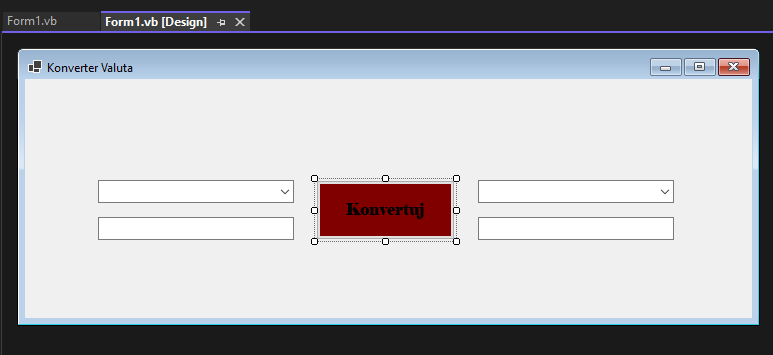 Form1.vb
Form1.vb [Design]
Konverter Valuta
Konvertuj